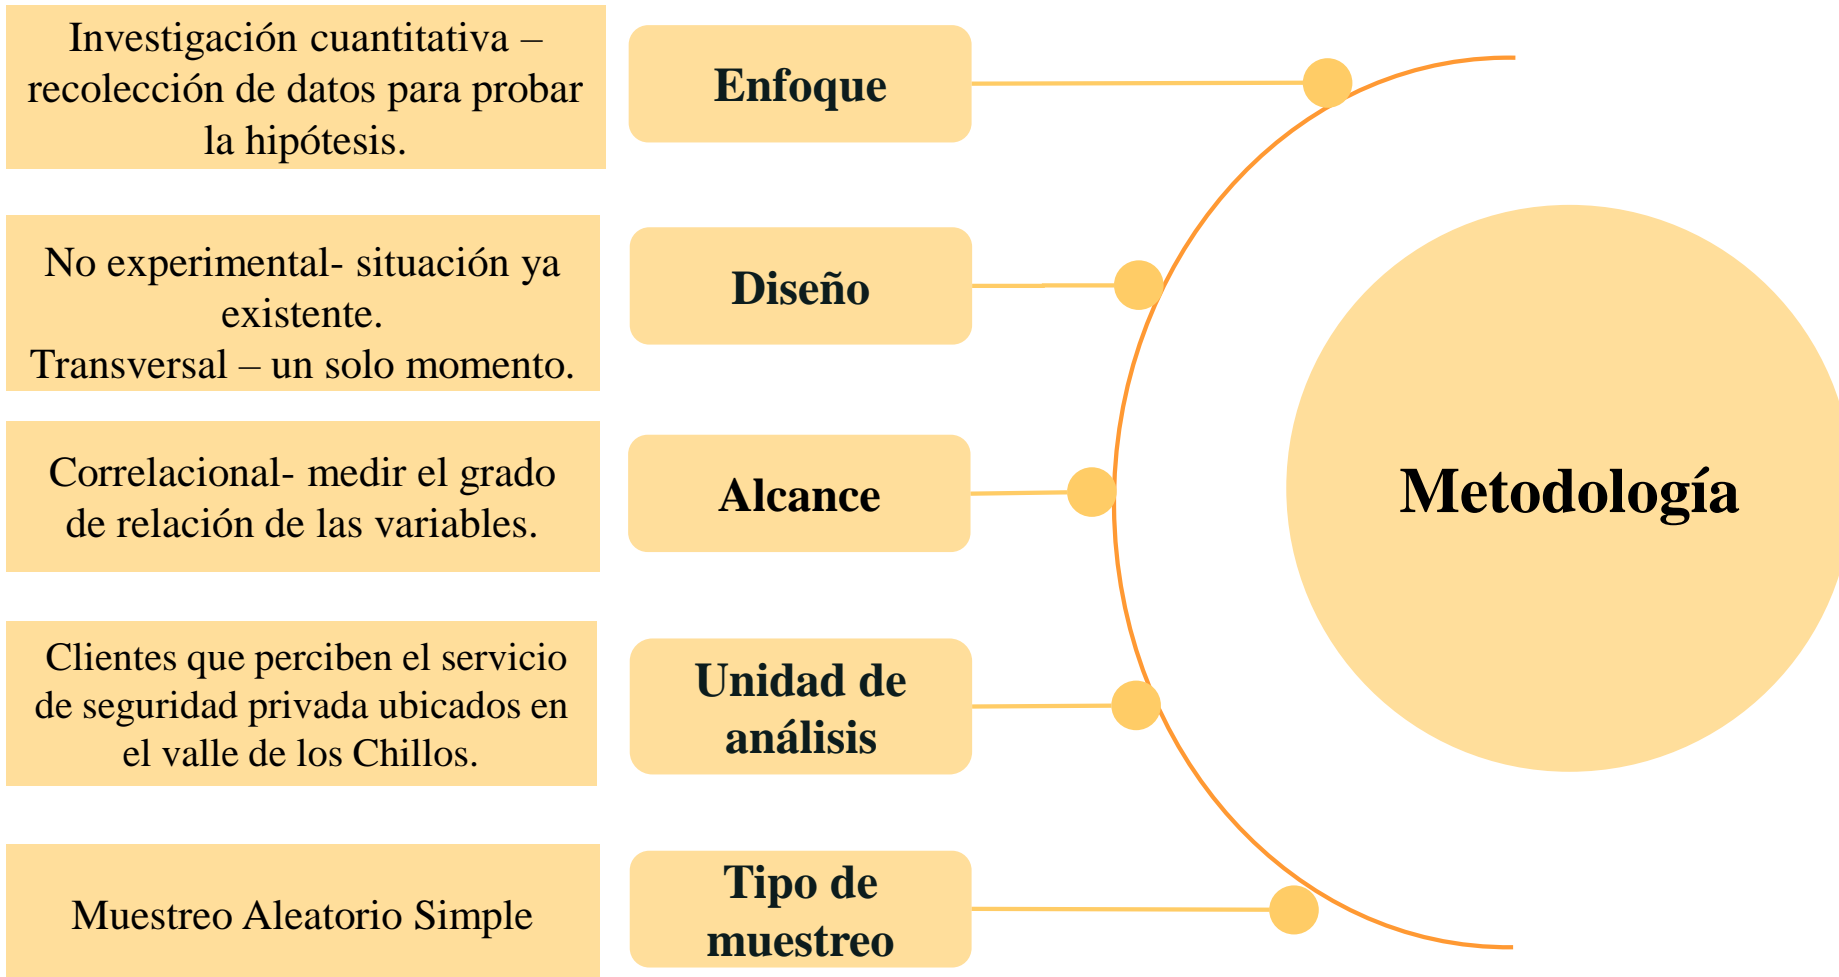 Investigación cuantitativa –
recolección de datos para probar
la hipótesis.
Enfoque
No experimental- situación ya
existente.
Transversal – un solo momento.
Diseño
Correlacional- medir el grado
de relación de las variables.
Alcance
Metodología
Clientes que perciben el servicio
de seguridad privada ubicados en
el valle de los Chillos.
Unidad de
análisis
Muestreo Aleatorio Simple
Tipo de
muestreo